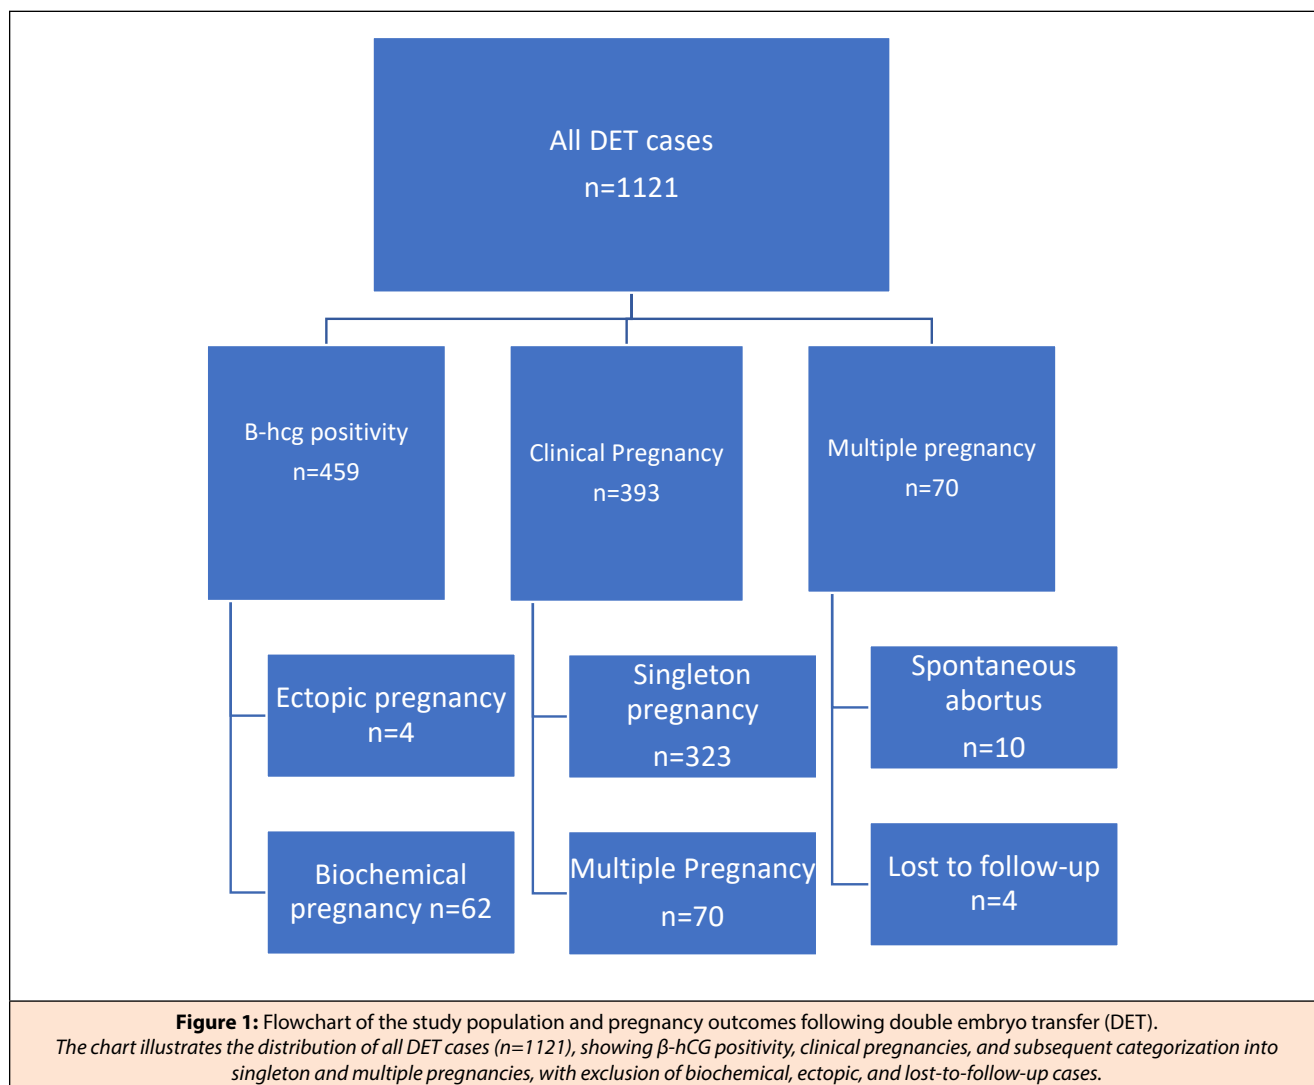 All DET cases
n=1121
B-hcg positivity
n=459
Clinical Pregnancy
n=393
Multiple pregnancy
n=70
Ectopic pregnancy
n=4
Singleton
pregnancy
n=323
Spontaneous
abortus
n=10
Biochemical
pregnancy n=62
Multiple Pregnancy
n=70
Lost to follow-up
n=4
Figure 1: Flowchart of the study population and pregnancy outcomes following double embryo transfer (DET).
The chart illustrates the distribution of all DET cases (n=1121), showing β-hCG positivity, clinical pregnancies, and subsequent categorization into
singleton and multiple pregnancies, with exclusion of biochemical, ectopic, and lost-to-follow-up cases.